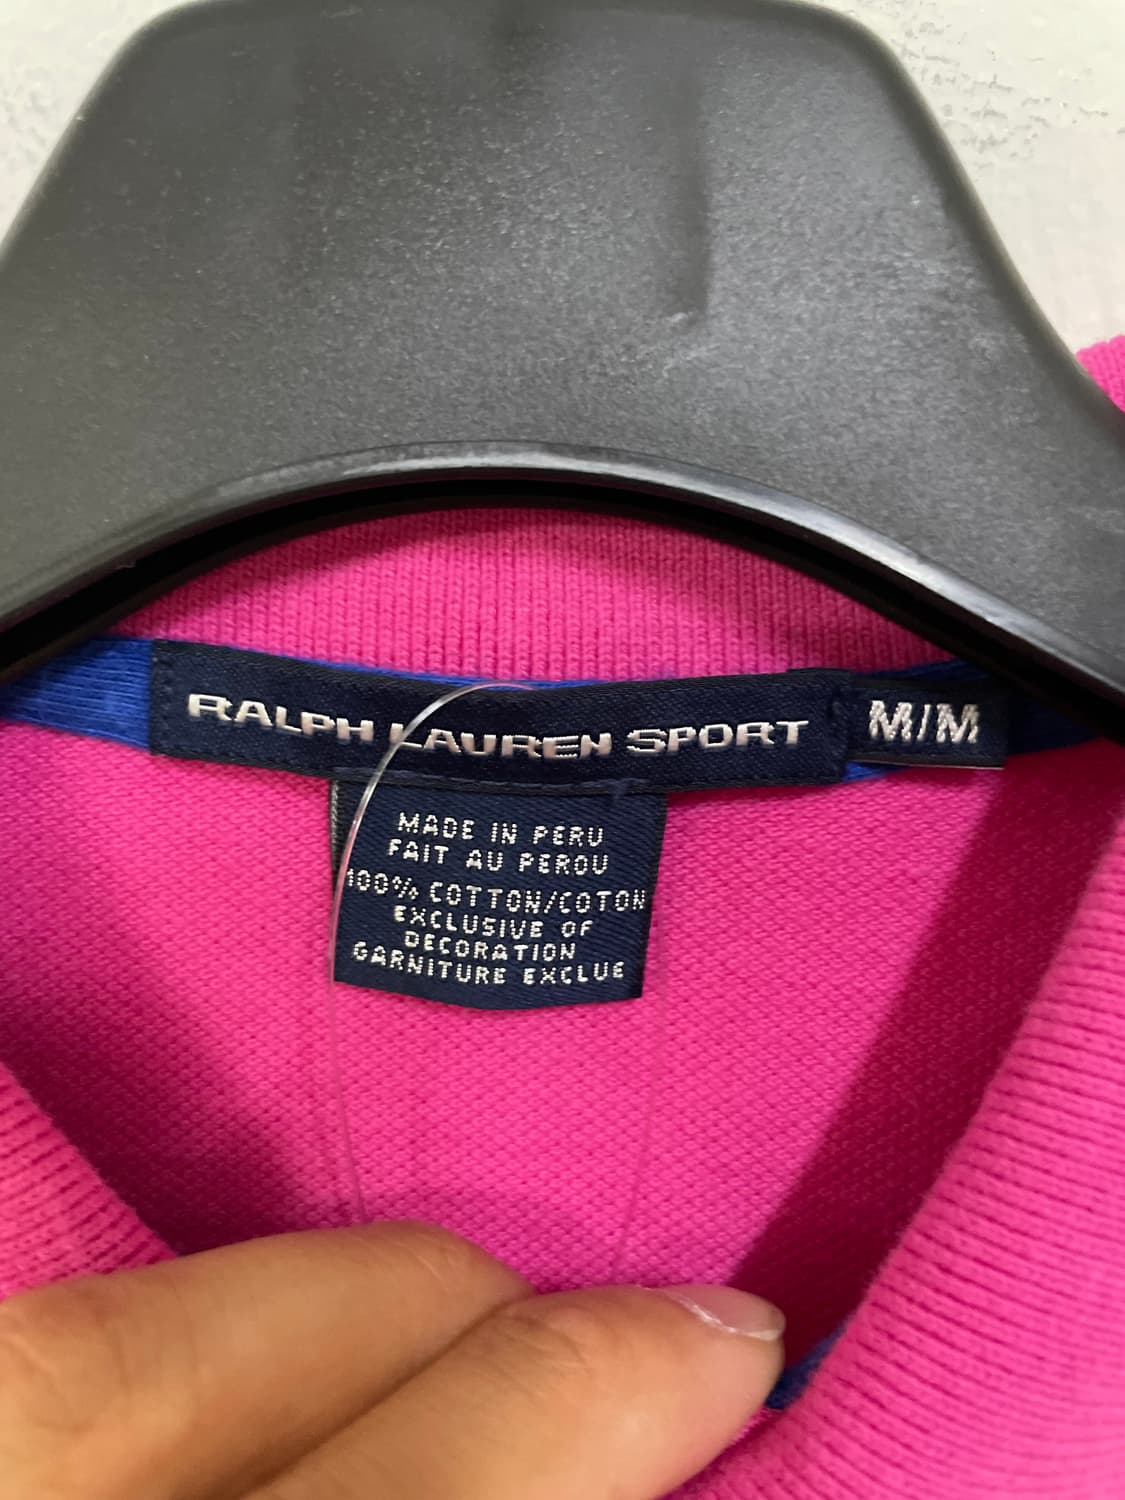 RALPH LAUREN SPORT
M/M
MADE IN PERU
FAIT AU PEROU
100% COTTON/COTON
EXCLUSIVE OF
DECORATION
GARNITURE EXCLUE